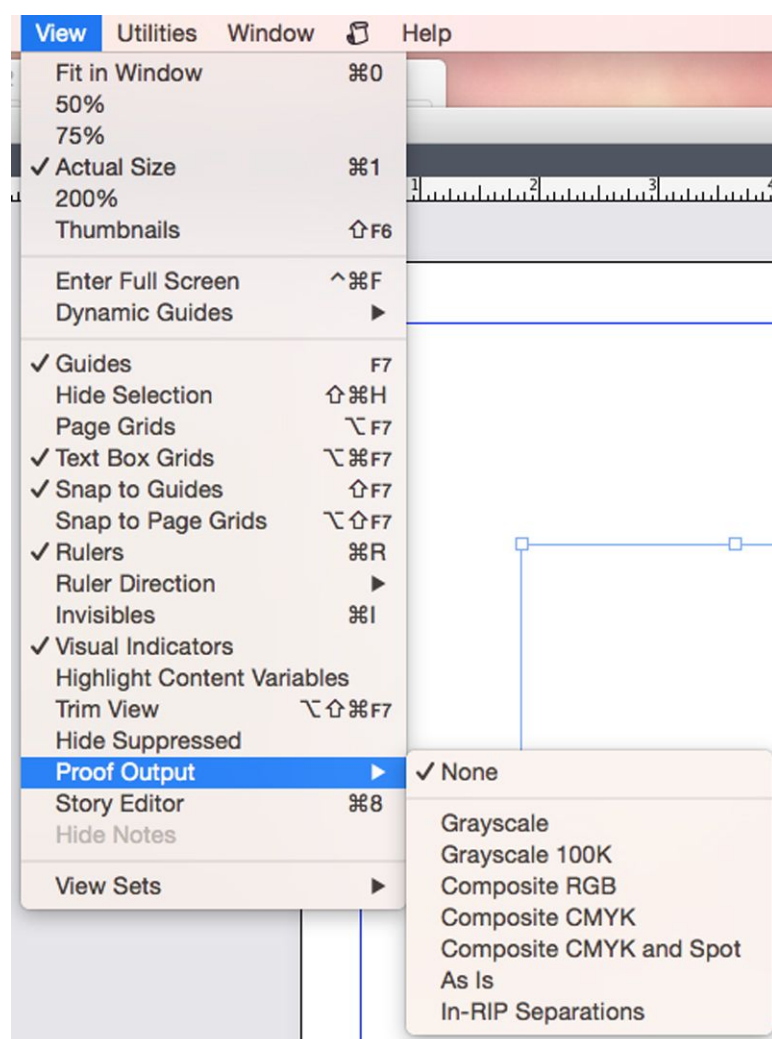 View Utilities Window Help
Fit in Window ⌘0
50%
75%
✓ Actual Size ⌘1
200%
Thumbnails ⇧F6
Enter Full Screen ^⌘F
Dynamic Guides ▶
✓ Guides F7
Hide Selection ⇧⌘H
Page Grids ⌥F7
✓ Text Box Grids ⌥⌘F7
✓ Snap to Guides ⇧F7
Snap to Page Grids ⌥⇧F7
✓ Rulers ⌘R
Ruler Direction ▶
Invisibles ⌘I
✓ Visual Indicators
Highlight Content Variables
Trim View ⌥⇧⌘F7
Hide Suppressed
Proof Output ▶
Story Editor ⌘8
Hide Notes
View Sets ▶
✓ None
Grayscale
Grayscale 100K
Composite RGB
Composite CMYK
Composite CMYK and Spot
As Is
In-RIP Separations
1 2 3